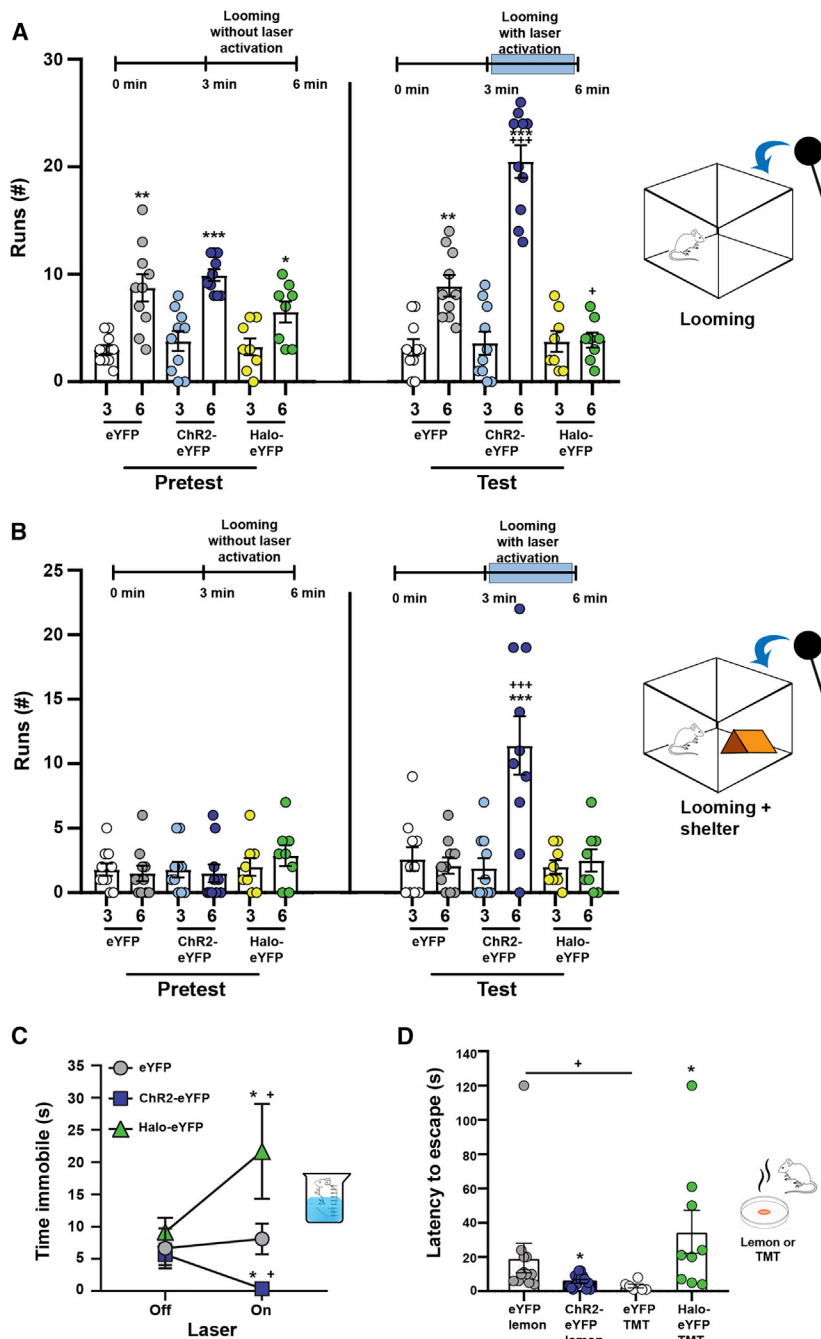 A
Looming
without laser
activation
Looming
with laser
activation
0 min
3 min
6 min
0 min
3 min
6 min
30
20
10
0
Runs (#)
**
***
*
**
***
+++
+
3 6 3 6 3 6
3 6 3 6 3 6
eYFP
ChR2-
eYFP
Halo-
eYFP
eYFP
ChR2-
eYFP
Halo-
eYFP
Pretest
Test
Looming
B
Looming
without laser
activation
Looming
with laser
activation
0 min
3 min
6 min
0 min
3 min
6 min
25
20
15
10
5
0
Runs (#)
+++
***
3 6 3 6 3 6
3 6 3 6 3 6
eYFP
ChR2-
eYFP
Halo-
eYFP
eYFP
ChR2-
eYFP
Halo-
eYFP
Pretest
Test
Looming +
shelter
C
35
30
25
20
15
10
5
0
Time immobile (s)
eYFP
ChR2-eYFP
Halo-eYFP
* +
* +
Off
On
Laser
D
140
120
100
80
60
40
20
0
Latency to escape (s)
+
*
*
eYFP
lemon
ChR2-
eYFP
lemon
eYFP
TMT
Halo-
eYFP
TMT
Lemon or
TMT